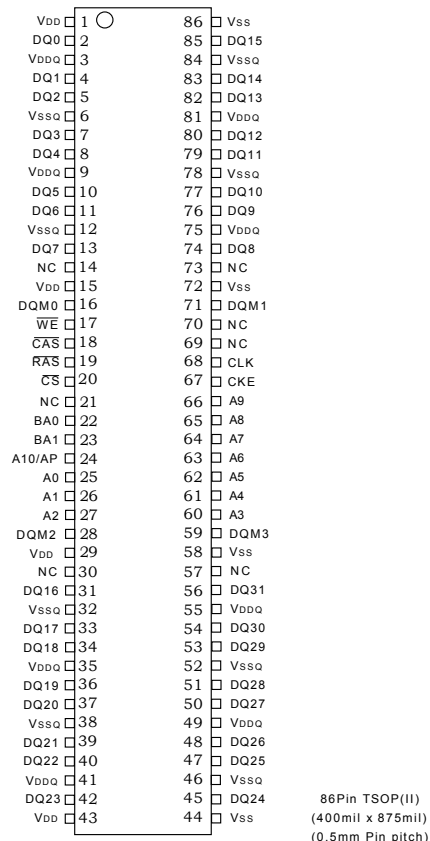 VDD 1 86 VSS
DQ0 2 85 DQ15
VDDQ 3 84 VSSQ
DQ1 4 83 DQ14
DQ2 5 82 DQ13
VSSQ 6 81 VDDQ
DQ3 7 80 DQ12
DQ4 8 79 DQ11
VDDQ 9 78 VSSQ
DQ5 10 77 DQ10
DQ6 11 76 DQ9
VSSQ 12 75 VDDQ
DQ7 13 74 DQ8
NC 14 73 NC
VDD 15 72 VSS
DQM0 16 71 DQM1
W̅E̅ 17 70 NC
C̅A̅S̅ 18 69 NC
R̅A̅S̅ 19 68 CLK
C̅S̅ 20 67 CKE
NC 21 66 A9
BA0 22 65 A8
BA1 23 64 A7
A10/AP 24 63 A6
A0 25 62 A5
A1 26 61 A4
A2 27 60 A3
DQM2 28 59 DQM3
VDD 29 58 VSS
NC 30 57 NC
DQ16 31 56 DQ31
VSSQ 32 55 VDDQ
DQ17 33 54 DQ30
DQ18 34 53 DQ29
VDDQ 35 52 VSSQ
DQ19 36 51 DQ28
DQ20 37 50 DQ27
VSSQ 38 49 VDDQ
DQ21 39 48 DQ26
DQ22 40 47 DQ25
VDDQ 41 46 VSSQ
DQ23 42 45 DQ24
VDD 43 44 VSS
86Pin TSOP(II)
(400mil x 875mil)
(0.5mm Pin pitch)